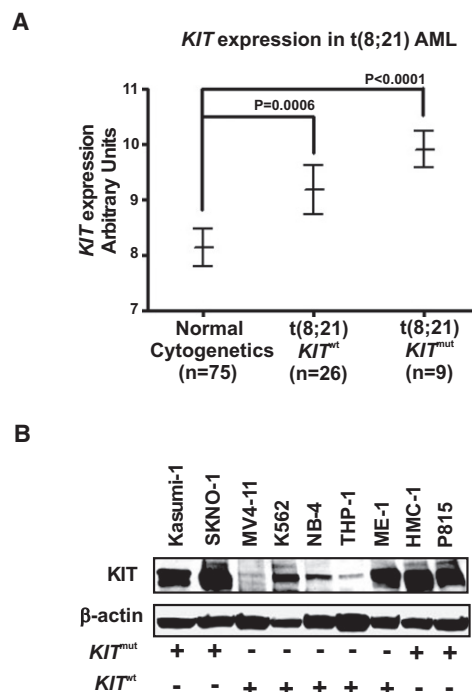 A
KIT expression in t(8;21) AML
P<0.0001
P=0.0006
KIT expression
Arbitrary Units
11
10
9
8
7
Normal
Cytogenetics
(n=75)
t(8;21)
KITwt
(n=26)
t(8;21)
KITmut
(n=9)
B
Kasumi-1
SKNO-1
MV4-11
K562
NB-4
THP-1
ME-1
HMC-1
P815
KIT
β-actin
KITmut + + - - - - - + +
KITwt - - + + + + + - -